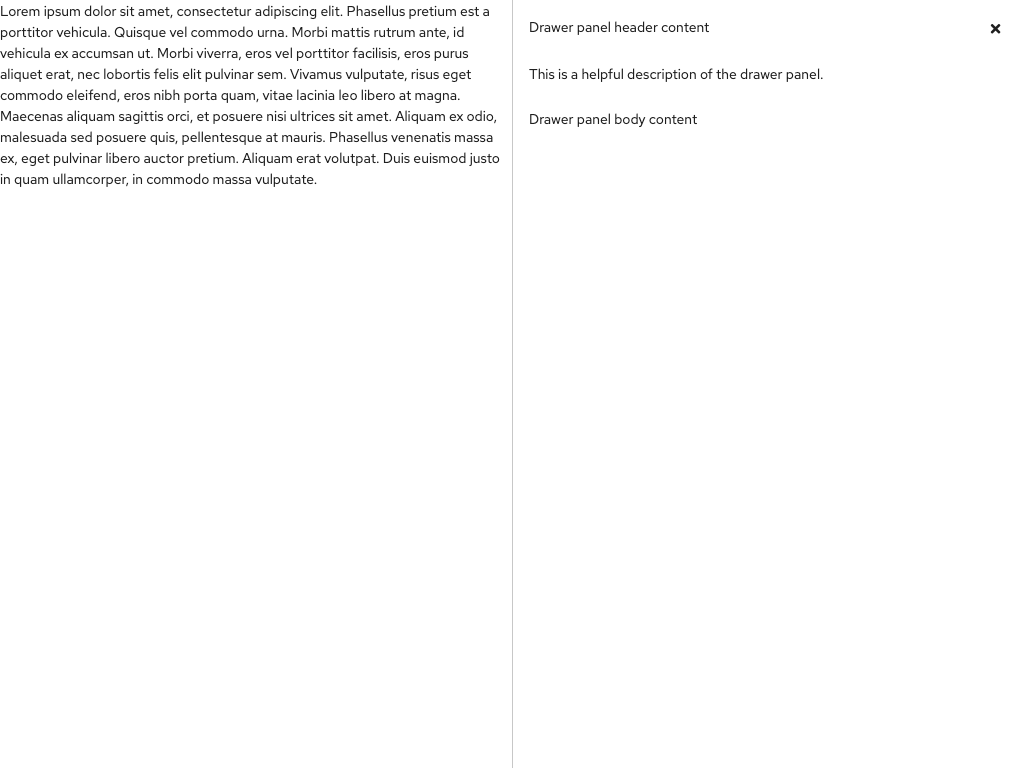 Lorem ipsum dolor sit amet, consectetur adipiscing elit. Phasellus pretium est a
porttitor vehicula. Quisque vel commodo urna. Morbi mattis rutrum ante, id
vehicula ex accumsan ut. Morbi viverra, eros vel porttitor facilisis, eros purus
aliquet erat, nec lobortis felis elit pulvinar sem. Vivamus vulputate, risus eget
commodo eleifend, eros nibh porta quam, vitae lacinia leo libero at magna.
Maecenas aliquam sagittis orci, et posuere nisi ultrices sit amet. Aliquam ex odio,
malesuada sed posuere quis, pellentesque at mauris. Phasellus venenatis massa
ex, eget pulvinar libero auctor pretium. Aliquam erat volutpat. Duis euismod justo
in quam ullamcorper, in commodo massa vulputate.
Drawer panel header content
This is a helpful description of the drawer panel.
Drawer panel body content